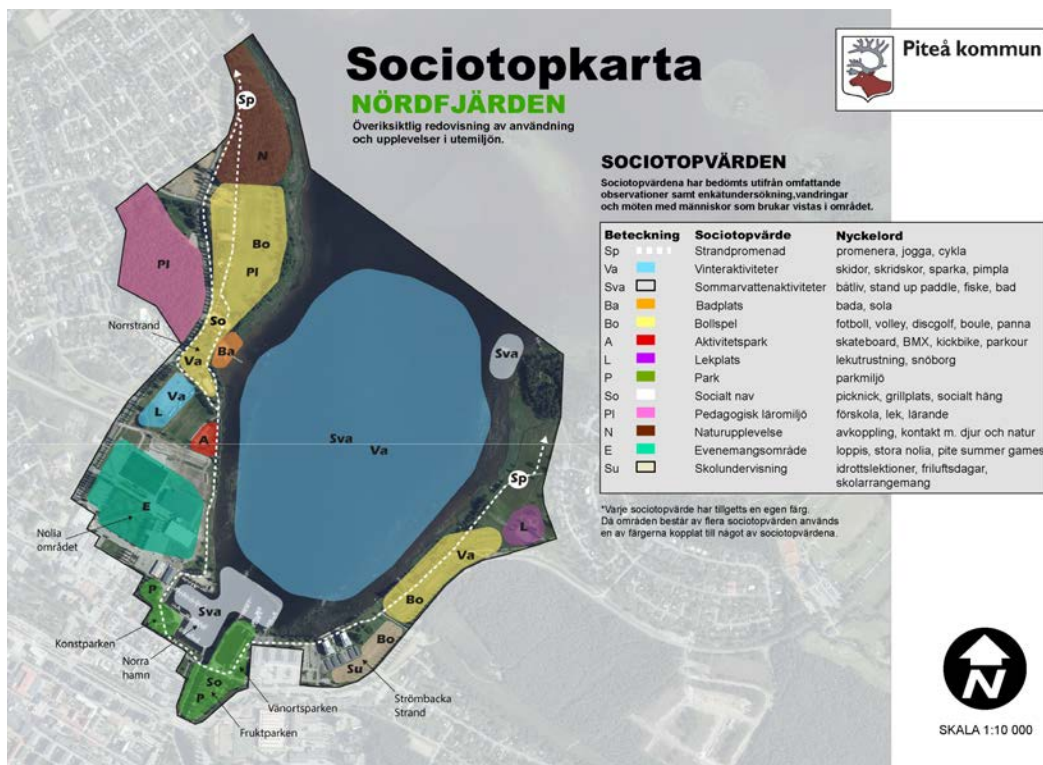 Sociotopkarta
NÖRDFJÄRDEN
Överiksiktlig redovisning av användning
och upplevelser i utemiljön.
Piteå kommun
SOCIOTOPVÄRDEN
Sociotopvärdena har bedömts utifrån omfattande
observationer samt enkätundersökning,vandringar
och möten med människor som brukar vistas i området.
Beteckning Sociotopvärde Nyckelord
Sp Strandpromenad promenera, jogga, cykla
Va Vinteraktiviteter skidor, skridskor, sparka, pimpla
Sva Sommarvattenaktiviteter båtliv, stand up paddle, fiske, bad
Ba Badplats bada, sola
Bo Bollspel fotboll, volley, discgolf, boule, panna
A Aktivitetspark skateboard, BMX, kickbike, parkour
L Lekplats lekutrustning, snöborg
P Park parkmiljö
So Socialt nav picknick, grillplats, socialt häng
Pl Pedagogisk läromiljö förskola, lek, lärande
N Naturupplevelse avkoppling, kontakt m. djur och natur
E Evenemangsområde loppis, stora nolia, pite summer games
Su Skolundervisning idrottslektioner, friluftsdagar,
skolarrangemang
*Varje sociotopvärde har tillgetts en egen färg.
Då områden består av flera sociotopvärden används
en av färgerna kopplat till något av sociotopvärdena.
Sp
N
Bo
Pl
Pl
So
Norrstrand
Ba
Va
Sva
Va
L
A
Sva
Va
Sp
E
L
Nolia
området
Va
P
Bo
Sva
Konstparken
Bo
Norra
hamn
Su
So
P
Vänortsparken
Strömbacka
Strand
Fruktparken
N
SKALA 1:10 000